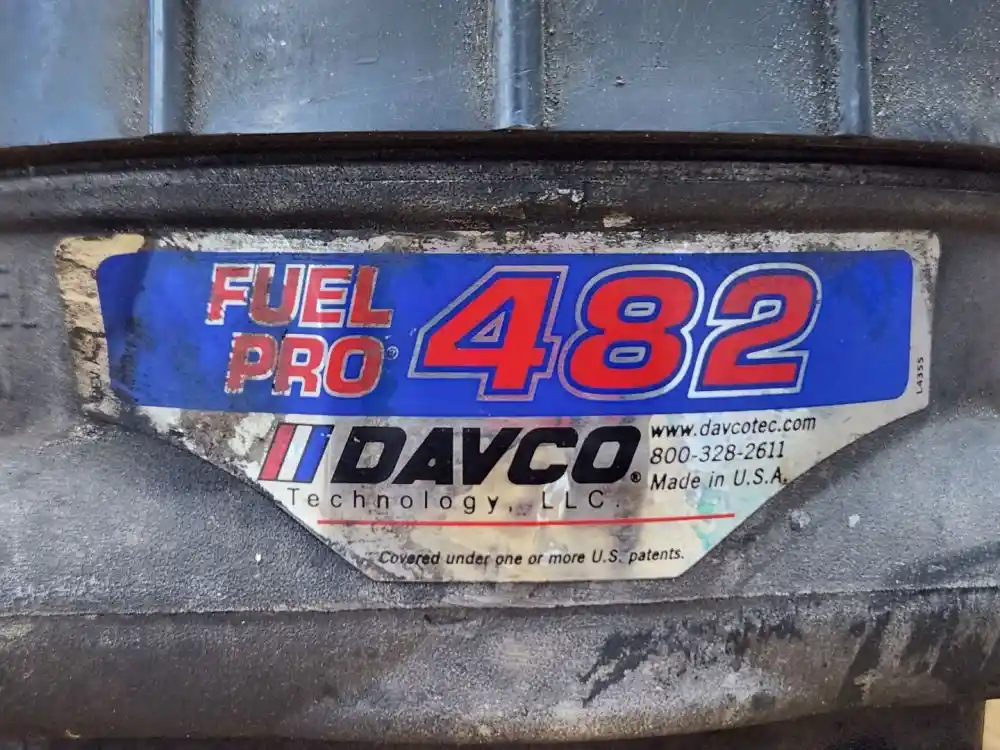 FUEL
PRO® 482
L4355
DAVCO®
Technology, LLC.
www.davcotec.com
800-328-2611
Made in U.S.A.
Covered under one or more U.S. patents.